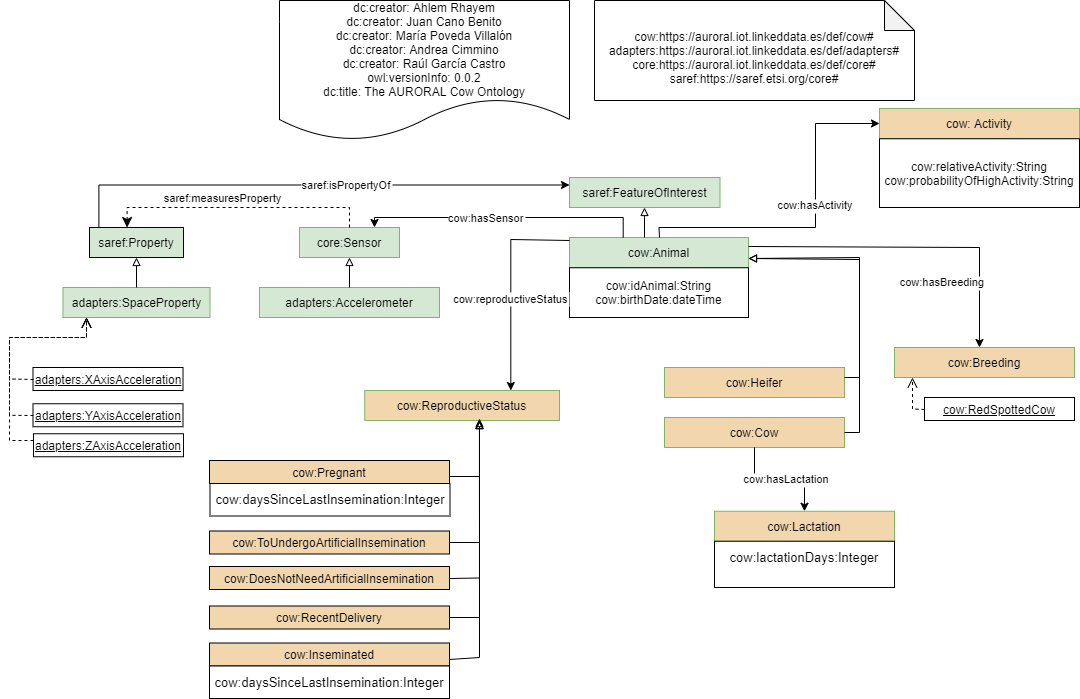 dc:creator: Ahlem Rhayem
dc:creator: Juan Cano Benito
dc:creator: María Poveda Villalón
dc:creator: Andrea Cimmino
dc:creator: Raúl García Castro
owl:versionInfo: 0.0.2
dc:title: The AURORAL Cow Ontology
cow:https://auroral.iot.linkeddata.es/def/cow#
adapters:https://auroral.iot.linkeddata.es/def/adapters#
core:https://auroral.iot.linkeddata.es/def/core#
saref:https://saref.etsi.org/core#
cow: Activity
cow:relativeActivity:String
cow:probabilityOfHighActivity:String
saref:isPropertyOf
saref:FeatureOfInterest
saref:measuresProperty
cow:hasSensor
cow:hasActivity
saref:Property
core:Sensor
cow:Animal
cow:idAnimal:String
cow:birthDate:dateTime
cow:hasBreeding
cow:reproductiveStatus
adapters:SpaceProperty
adapters:Accelerometer
cow:Breeding
cow:RedSpottedCow
adapters:XAxisAcceleration
adapters:YAxisAcceleration
adapters:ZAxisAcceleration
cow:Heifer
cow:Cow
cow:ReproductiveStatus
cow:hasLactation
cow:Lactation
cow:lactationDays:Integer
cow:Pregnant
cow:daysSinceLastInsemination:Integer
cow:ToUndergoArtificialInsemination
cow:DoesNotNeedArtificialInsemination
cow:RecentDelivery
cow:Inseminated
cow:daysSinceLastInsemination:Integer